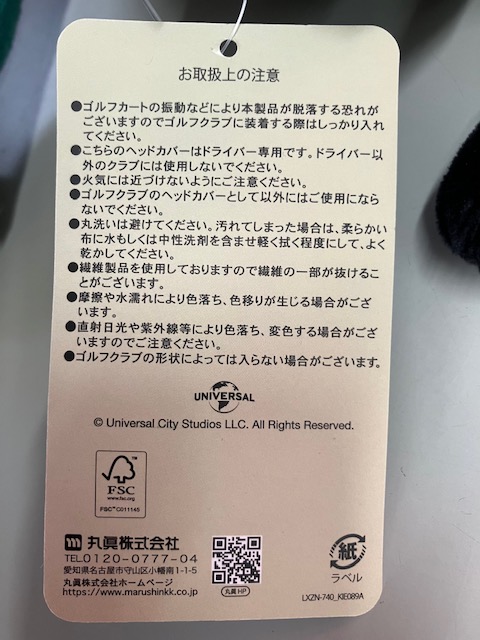 お取扱上の注意
●ゴルフカートの振動などにより本製品が脱落する恐れが
ございますのでゴルフクラブに装着する際はしっかり入れ
てください。
●こちらのヘッドカバーはドライバー専用です。ドライバー以
外のクラブには使用しないでください。
●火気には近づけないようにご注意ください。
●ゴルフクラブのヘッドカバーとして以外にはご使用になら
ないでください。
●丸洗いは避けてください。汚れてしまった場合は、柔らかい
布に水もしくは中性洗剤を含ませ軽く拭く程度にして、よく
乾かしてください。
●繊維製品を使用しておりますので繊維の一部が抜けるこ
とがございます。
●摩擦や水濡れにより色落ち、色移りが生じる場合がござ
います。
●直射日光や紫外線等により色落ち、変色する場合がござ
いますのでご注意ください。
●ゴルフクラブの形状によっては入らない場合がございます。
UNIVERSAL
© Universal City Studios LLC. All Rights Reserved.
FSC
www.fsc.org
FSC™ C011145
丸眞株式会社
TEL0120-0777-04
愛知県名古屋市守山区小幡南1-1-5
丸眞株式会社ホームページ
https://www.marushinkk.co.jp
丸眞HP
紙
ラベル
LXZN-740_KIE089A